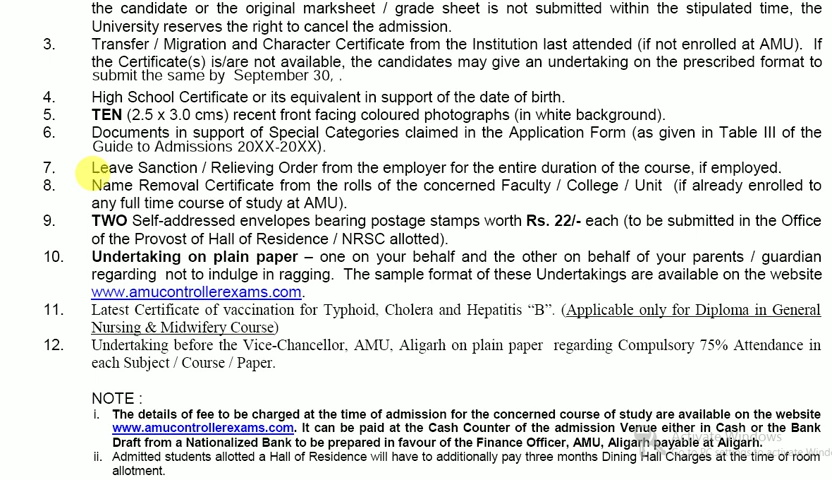 the candidate or the original marksheet / grade sheet is not submitted within the stipulated time, the
University reserves the right to cancel the admission.
3. Transfer / Migration and Character Certificate from the Institution last attended (if not enrolled at AMU). If
the Certificate(s) is/are not available, the candidates may give an undertaking on the prescribed format to
submit the same by September 30, .
4. High School Certificate or its equivalent in support of the date of birth.
5. TEN (2.5 x 3.0 cms) recent front facing coloured photographs (in white background).
6. Documents in support of Special Categories claimed in the Application Form (as given in Table III of the
Guide to Admissions 20XX-20XX).
7. Leave Sanction / Relieving Order from the employer for the entire duration of the course, if employed.
8. Name Removal Certificate from the rolls of the concerned Faculty / College / Unit (if already enrolled to
any full time course of study at AMU).
9. TWO Self-addressed envelopes bearing postage stamps worth Rs. 22/- each (to be submitted in the Office
of the Provost of Hall of Residence / NRSC allotted).
10. Undertaking on plain paper – one on your behalf and the other on behalf of your parents / guardian
regarding not to indulge in ragging. The sample format of these Undertakings are available on the website
www.amucontrollerexams.com.
11. Latest Certificate of vaccination for Typhoid, Cholera and Hepatitis “B”. (Applicable only for Diploma in General
Nursing & Midwifery Course)
12. Undertaking before the Vice-Chancellor, AMU, Aligarh on plain paper regarding Compulsory 75% Attendance in
each Subject / Course / Paper.
NOTE :
i. The details of fee to be charged at the time of admission for the concerned course of study are available on the website
www.amucontrollerexams.com. It can be paid at the Cash Counter of the admission Venue either in Cash or the Bank
Draft from a Nationalized Bank to be prepared in favour of the Finance Officer, AMU, Aligarh payable at Aligarh.
ii. Admitted students allotted a Hall of Residence will have to additionally pay three months Dining Hall Charges at the time of room
allotment.
Activate Windows
Go to PC settings to activate Windows